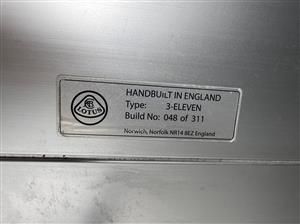 LOTUS
HANDBUILT IN ENGLAND
Type: 3-ELEVEN
Build No: 048 of 311
Norwich, Norfolk NR14 8EZ England